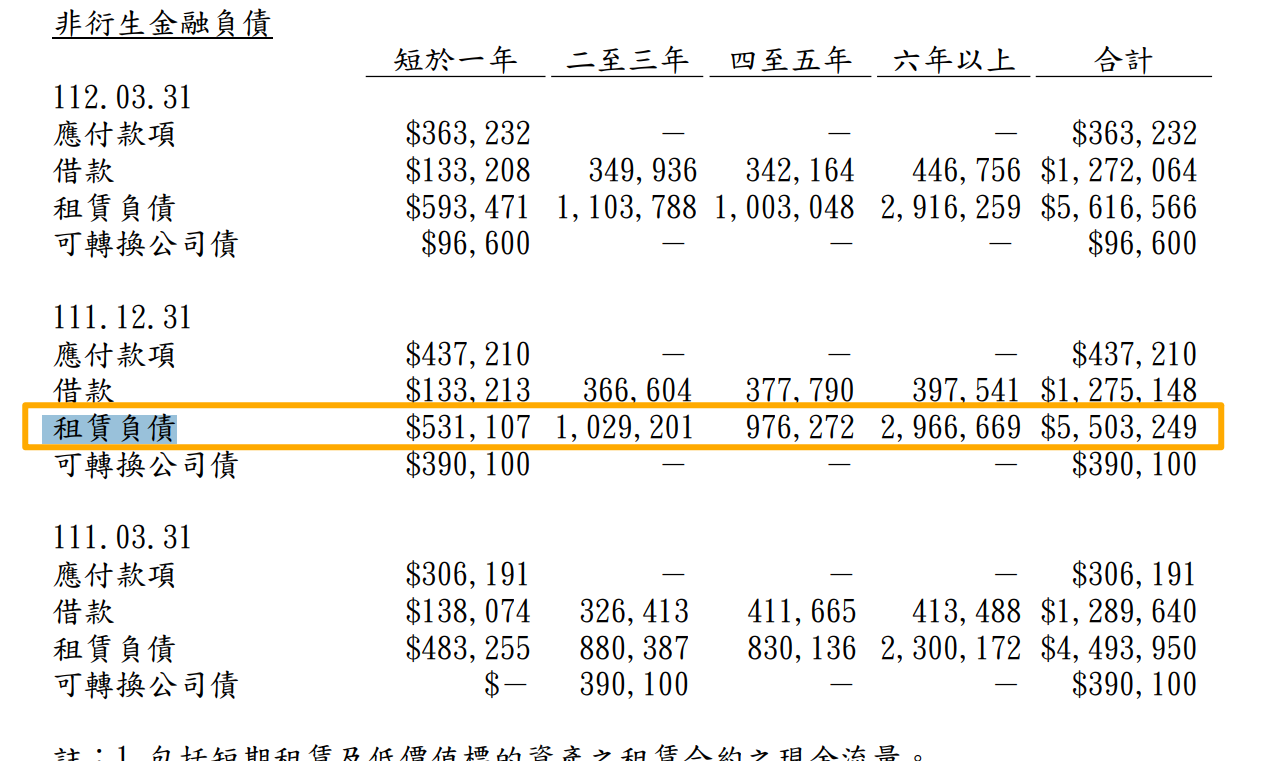 非衍生金融負債
短於一年 二至三年 四至五年 六年以上 合計
112.03.31
應付款項 $363,232 — — — $363,232
借款 $133,208 349,936 342,164 446,756 $1,272,064
租賃負債 $593,471 1,103,788 1,003,048 2,916,259 $5,616,566
可轉換公司債 $96,600 — — — $96,600
111.12.31
應付款項 $437,210 — — — $437,210
借款 $133,213 366,604 377,790 397,541 $1,275,148
租賃負債 $531,107 1,029,201 976,272 2,966,669 $5,503,249
可轉換公司債 $390,100 — — — $390,100
111.03.31
應付款項 $306,191 — — — $306,191
借款 $138,074 326,413 411,665 413,488 $1,289,640
租賃負債 $483,255 880,387 830,136 2,300,172 $4,493,950
可轉換公司債 $— 390,100 — — $390,100
註：1.包括短期租賃及低價值標的資產之租賃合約之現金流量。